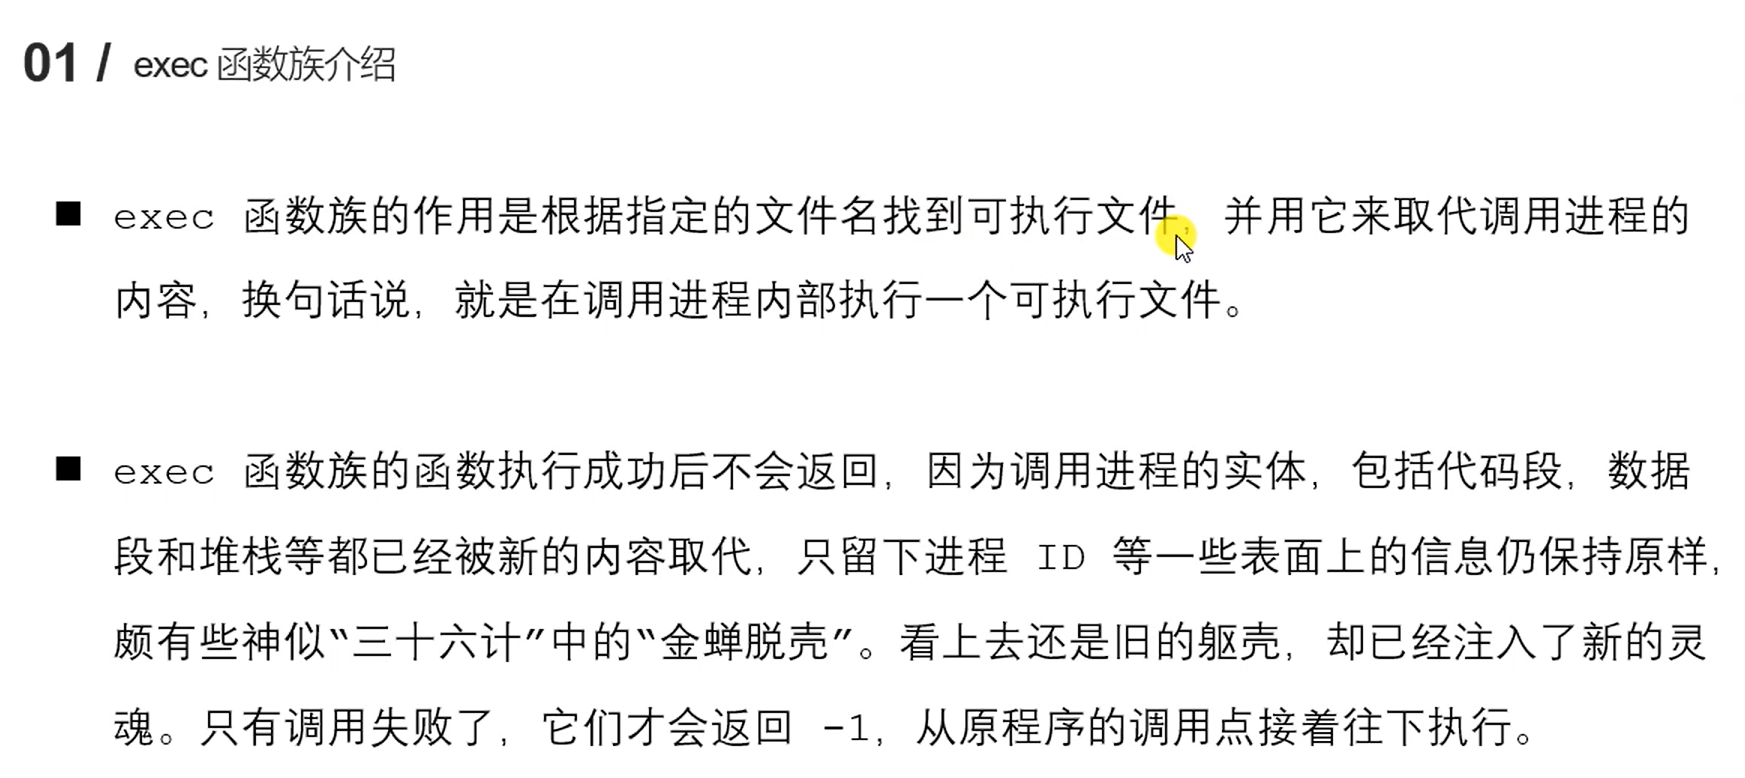 01 / exec 函数族介绍
■ exec 函数族的作用是根据指定的文件名找到可执行文件，并用它来取代调用进程的
内容，换句话说，就是在调用进程内部执行一个可执行文件。
■ exec 函数族的函数执行成功后不会返回，因为调用进程的实体，包括代码段，数据
段和堆栈等都已经被新的内容取代，只留下进程 ID 等一些表面上的信息仍保持原样，
颇有些神似“三十六计”中的“金蝉脱壳”。看上去还是旧的躯壳，却已经注入了新的灵
魂。只有调用失败了，它们才会返回 -1，从原程序的调用点接着往下执行。